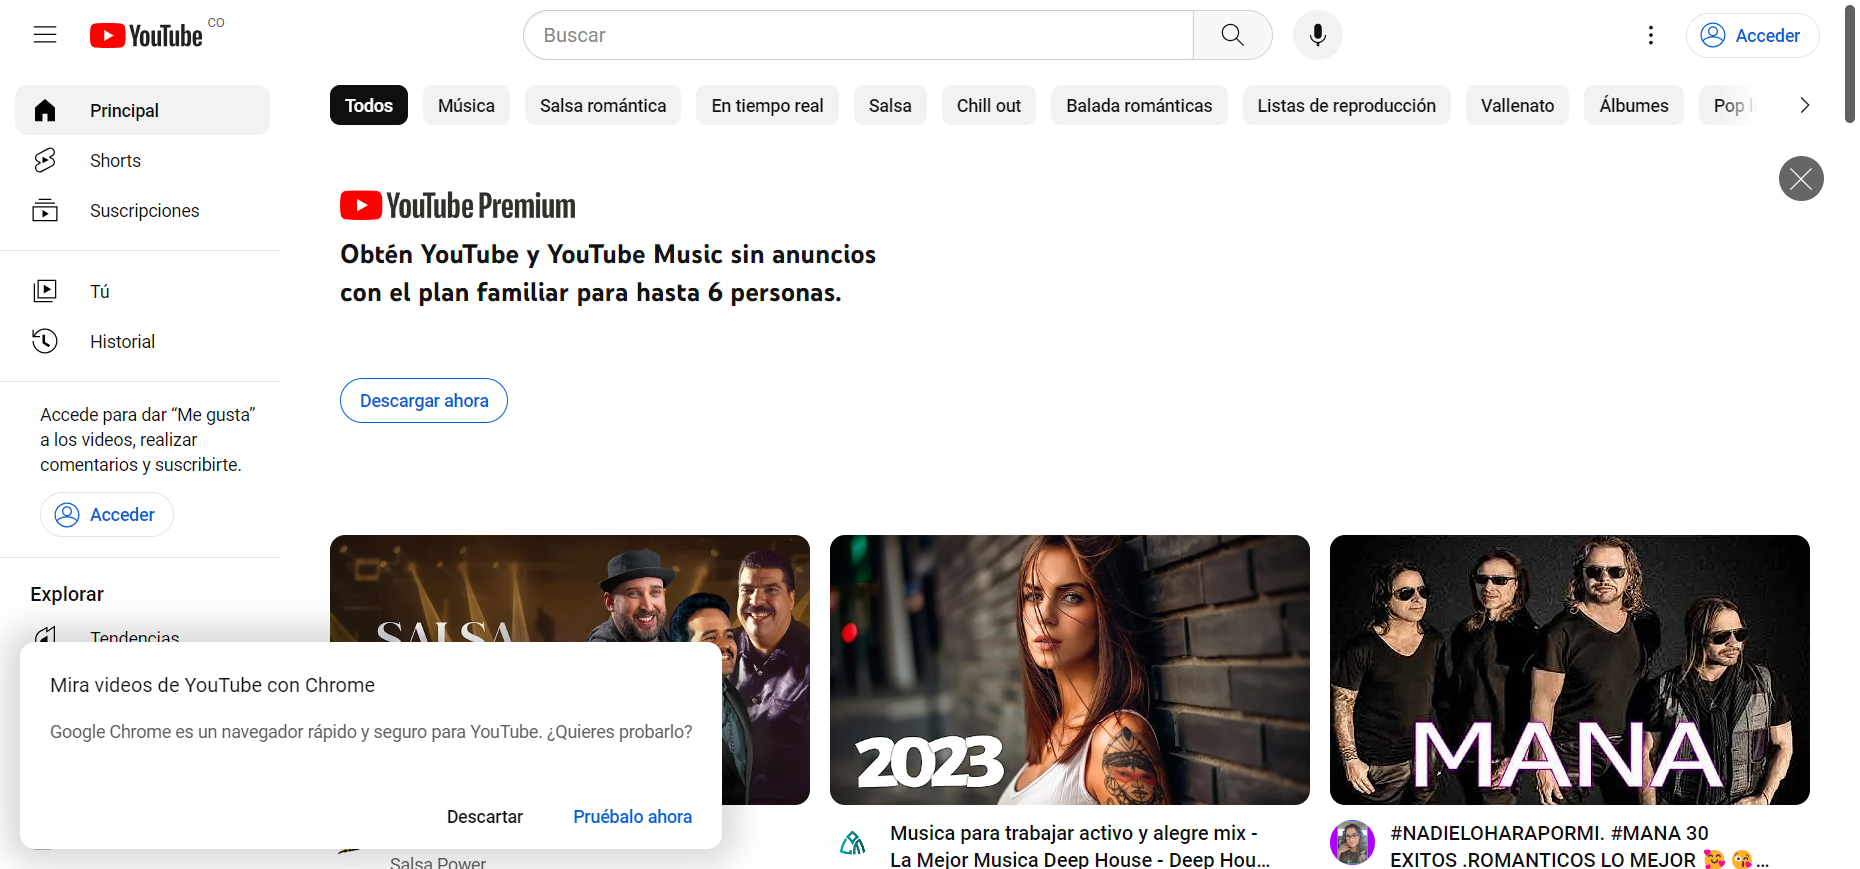 YouTube CO
Buscar
Acceder
Principal
Shorts
Suscripciones
Tú
Historial
Accede para dar “Me gusta”
a los videos, realizar
comentarios y suscribirte.
Acceder
Explorar
Tendencias
Todos
Música
Salsa romántica
En tiempo real
Salsa
Chill out
Balada románticas
Listas de reproducción
Vallenato
Álbumes
Pop
YouTube Premium
Obtén YouTube y YouTube Music sin anuncios
con el plan familiar para hasta 6 personas.
Descargar ahora
SALSA
2023
MANA
Mira videos de YouTube con Chrome
Google Chrome es un navegador rápido y seguro para YouTube. ¿Quieres probarlo?
Descartar
Pruébalo ahora
Salsa Power
Musica para trabajar activo y alegre mix -
La Mejor Musica Deep House - Deep Hou...
#NADIELOHARAPORMI. #MANA 30
EXITOS .ROMANTICOS LO MEJOR 🥰 😘 ...